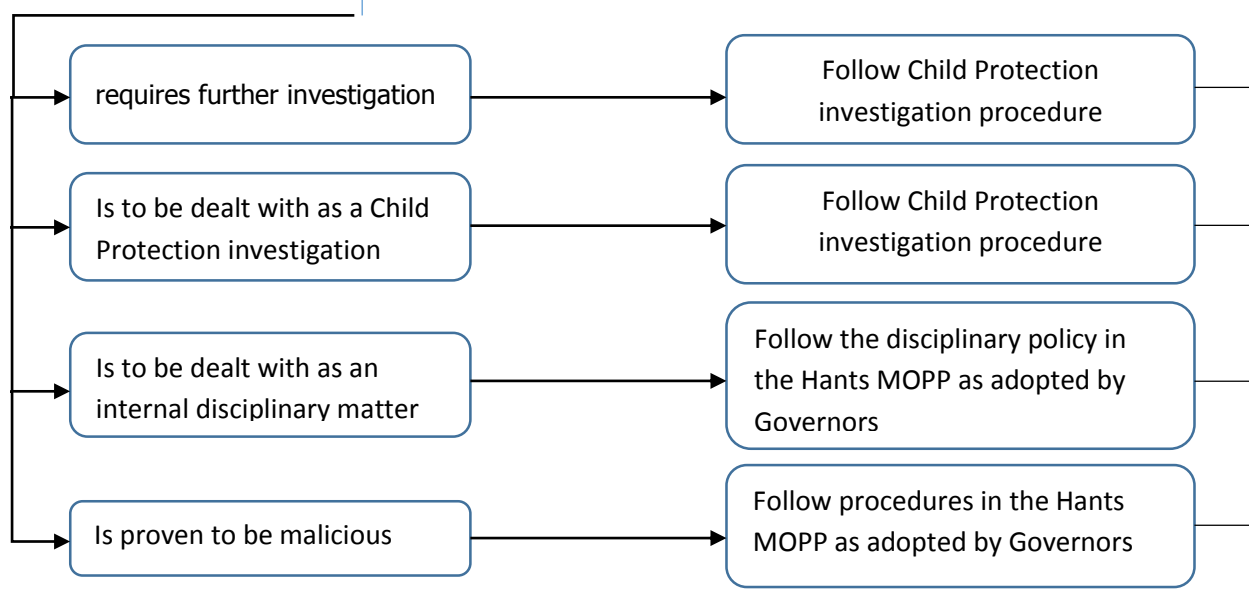 requires further investigation
Follow Child Protection
investigation procedure
Is to be dealt with as a Child
Protection investigation
Follow Child Protection
investigation procedure
Is to be dealt with as an
internal disciplinary matter
Follow the disciplinary policy in
the Hants MOPP as adopted by
Governors
Is proven to be malicious
Follow procedures in the Hants
MOPP as adopted by Governors